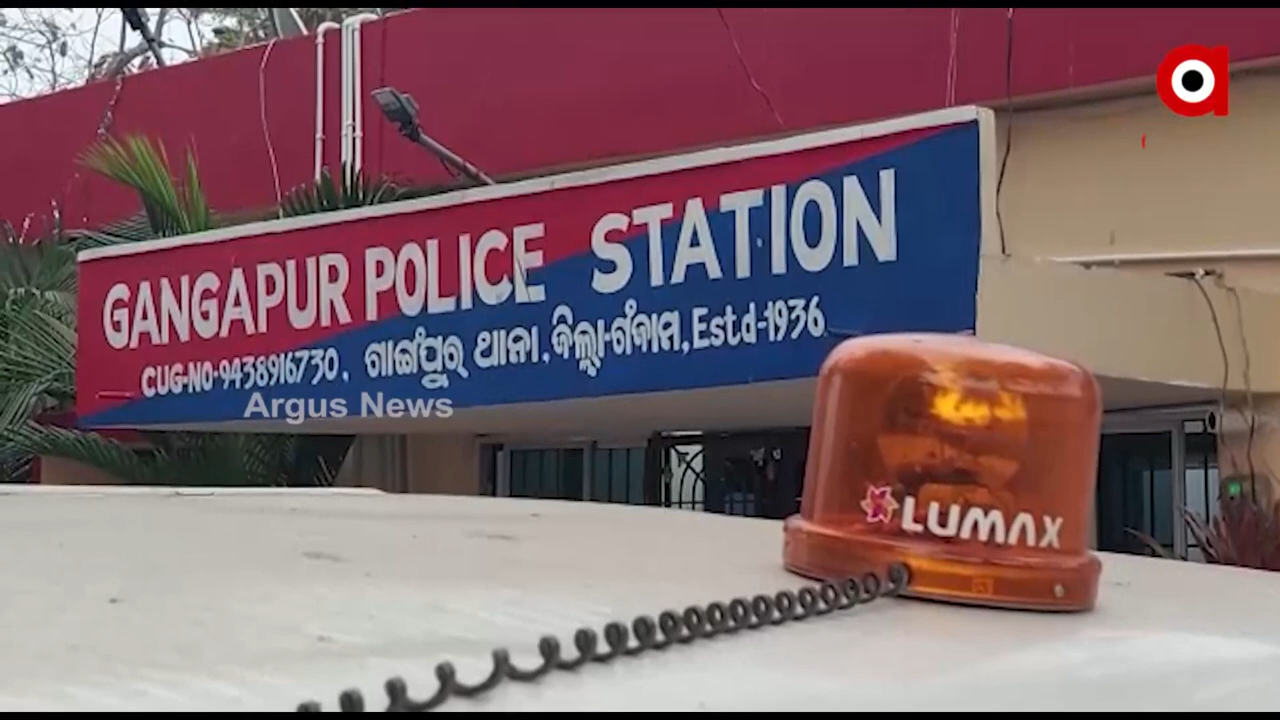 GANGAPUR POLICE STATION
CUG-NO-9438916730, ଗାଙ୍ଗପୁର ଥାନା, ଜିଲ୍ଲା-ଗଁଜାମ, Estd-1936
Argus News
LUMAX